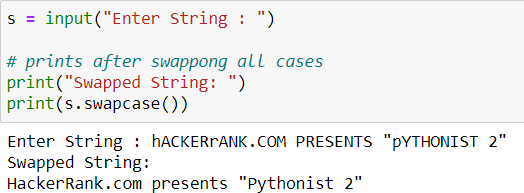 s = input("Enter String : ")
# prints after swappong all cases
print("Swapped String: ")
print(s.swapcase())
Enter String : hACKERrANK.COM PRESENTS "pYTHONIST 2"
Swapped String:
HackerRank.com presents "Pythonist 2"